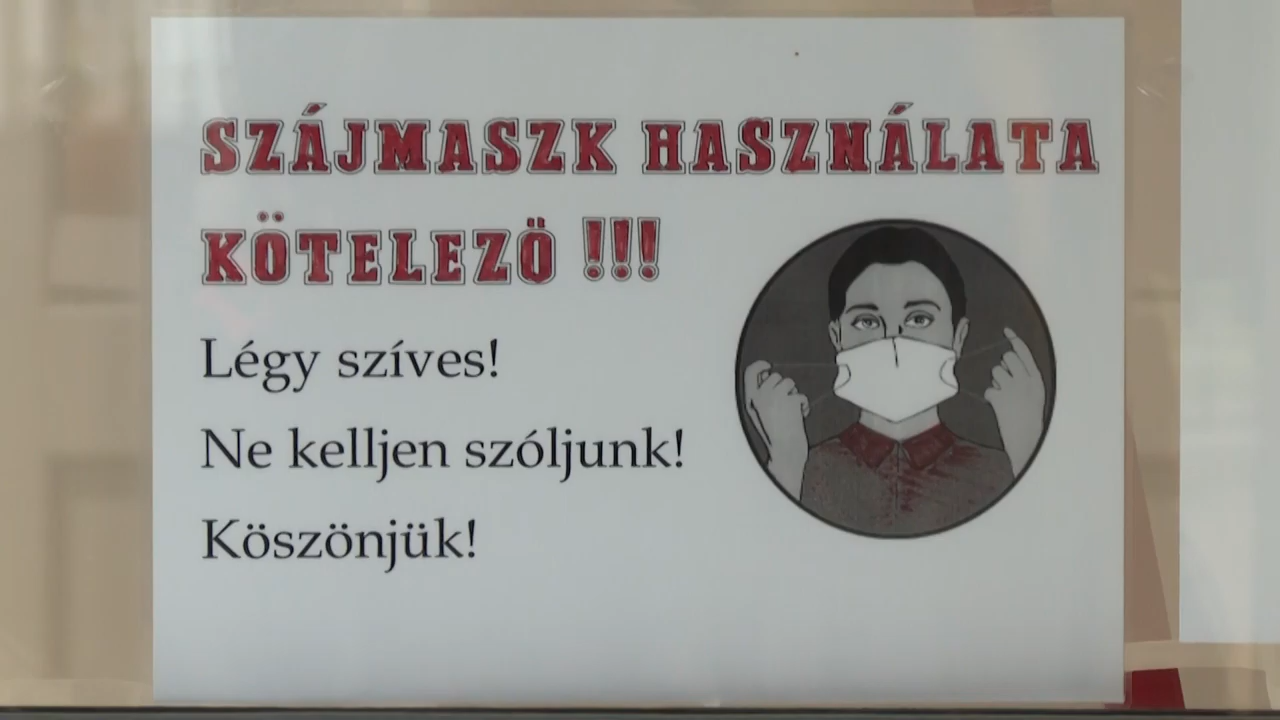 SZÁJMASZK HASZNÁLATA
KÖTELEZÖ !!!
Légy szíves!
Ne kelljen szóljunk!
Köszönjük!